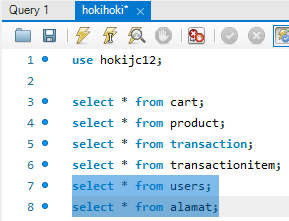 Query 1
hokihoki*
1 use hokijc12;
2
3 select * from cart;
4 select * from product;
5 select * from transaction;
6 select * from transactionitem;
7 select * from users;
8 select * from alamat;